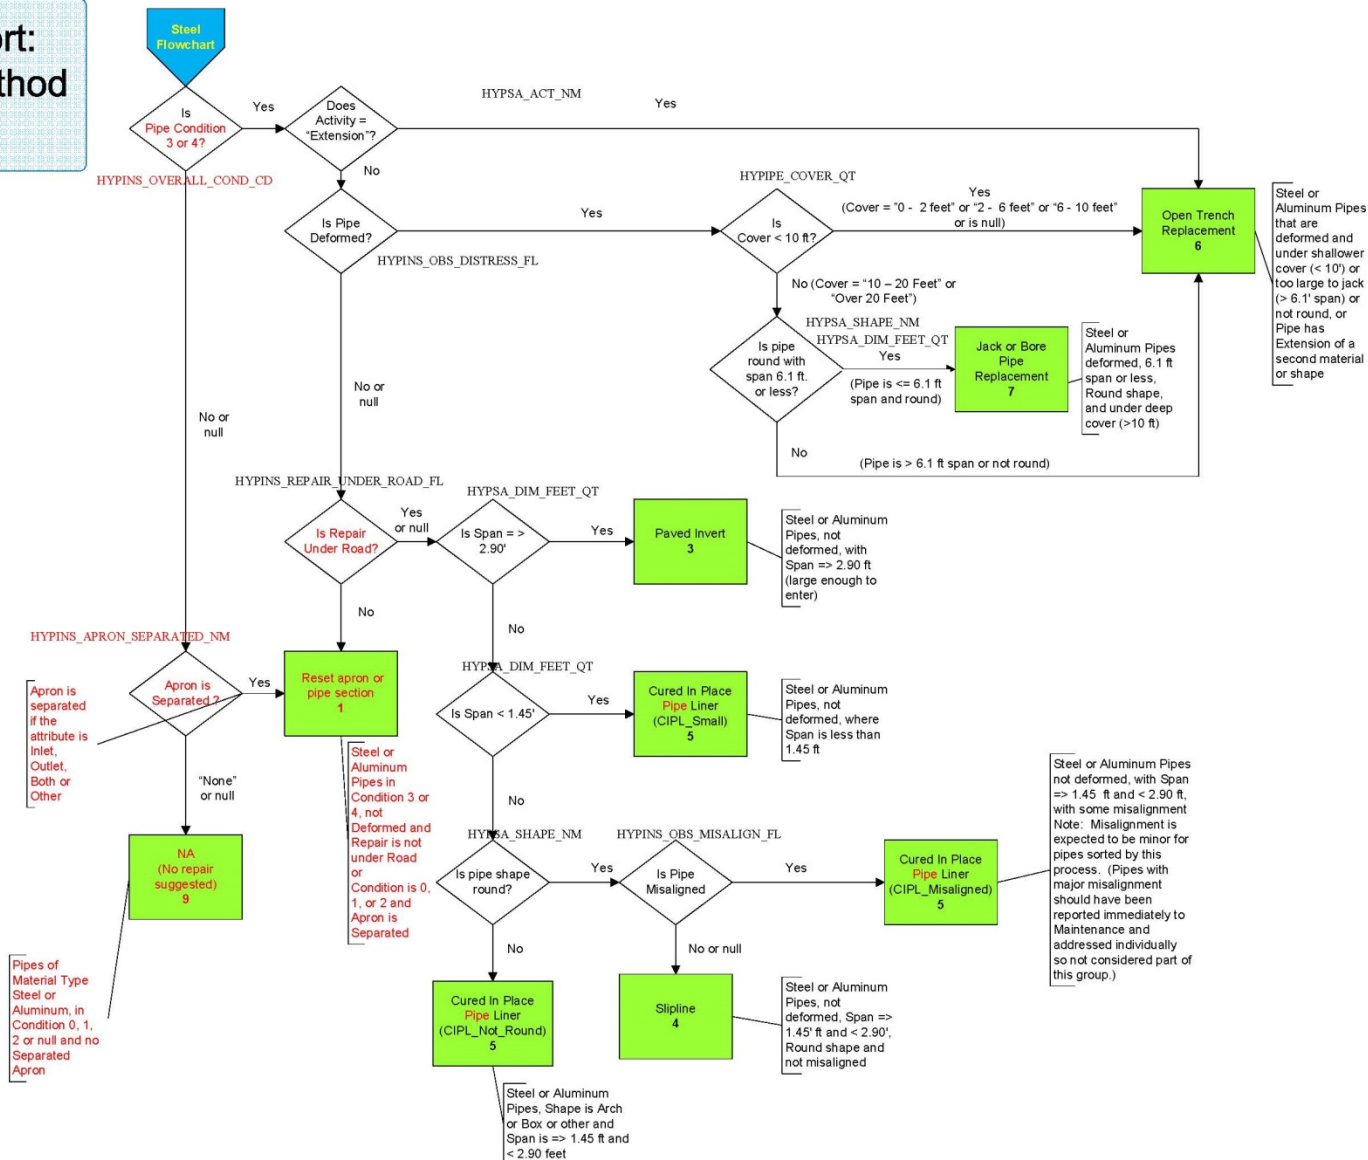 rt:
thod
Steel
Flowchart
Is
Pipe Condition
3 or 4?
Yes
HYPINS_OVERALL_COND_CD
Does
Activity =
“Extension”?
HYPSA_ACT_NM
Yes
No
Is Pipe
Deformed?
Yes
HYPINS_OBS_DISTRESS_FL
HYPIPE_COVER_QT
Is
Cover < 10 ft?
Yes
(Cover = ”0 - 2 feet” or “2 - 6 feet” or “6 - 10 feet”
or is null)
Open Trench
Replacement
6
Steel or
Aluminum Pipes
that are
deformed and
under shallower
cover (< 10') or
too large to jack
(> 6.1' span) or
not round, or
Pipe has
Extension of a
second material
or shape
No (Cover = “10 – 20 Feet” or
“Over 20 Feet”)
HYPSA_SHAPE_NM
HYPSA_DIM_FEET_QT
Is pipe
round with
span 6.1 ft.
or less?
Yes
(Pipe is <= 6.1 ft
span and round)
Jack or Bore
Pipe
Replacement
7
Steel or
Aluminum Pipes
deformed, 6.1 ft
span or less,
Round shape,
and under deep
cover (>10 ft)
No
(Pipe is > 6.1 ft span or not round)
No or
null
No or
null
HYPINS_REPAIR_UNDER_ROAD_FL
Is Repair
Under Road?
Yes
or null
HYPSA_DIM_FEET_QT
Is Span = >
2.90'
Yes
Paved Invert
3
Steel or Aluminum
Pipes, not
deformed, with
Span => 2.90 ft
(large enough to
enter)
No
No
HYPINS_APRON_SEPARATED_NM
Apron is
Separated ?
Yes
Apron is
separated
if the
attribute is
Inlet,
Outlet,
Both or
Other
Reset apron or
pipe section
1
Steel or
Aluminum
Pipes in
Condition 3 or
4, not
Deformed and
Repair is not
under Road
or
Condition is 0,
1, or 2 and
Apron is
Separated
HYPSA_DIM_FEET_QT
Is Span < 1.45'
Yes
Cured In Place
Pipe Liner
(CIPL_Small)
5
Steel or Aluminum
Pipes, not
deformed, where
Span is less than
1.45 ft
“None”
or null
NA
(No repair
suggested)
9
Pipes of
Material Type
Steel or
Aluminum, in
Condition 0, 1,
2 or null and no
Separated
Apron
No
HYPSA_SHAPE_NM
Is pipe shape
round?
Yes
HYPINS_OBS_MISALIGN_FL
Is Pipe
Misaligned
Yes
Cured In Place
Pipe Liner
(CIPL_Misaligned)
5
Steel or Aluminum Pipes
not deformed, with Span
=> 1.45 ft and < 2.90 ft,
with some misalignment
Note: Misalignment is
expected to be minor for
pipes sorted by this
process. (Pipes with
major misalignment
should have been
reported immediately to
Maintenance and
addressed individually
so not considered part of
this group.)
No
No or null
Cured In Place
Pipe Liner
(CIPL_Not_Round)
5
Steel or Aluminum
Pipes, Shape is Arch
or Box or other and
Span is => 1.45 ft and
< 2.90 feet
Slipline
4
Steel or Aluminum
Pipes, not
deformed, Span =>
1.45' ft and < 2.90',
Round shape and
not misaligned